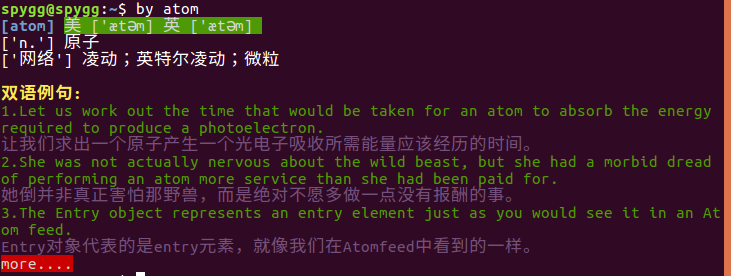 spygg@spygg:~$ by atom
[atom] 美 ['ætəm] 英 ['ætəm]
['n.'] 原子
['网络'] 凌动；英特尔凌动；微粒
双语例句:
1.Let us work out the time that would be taken for an atom to absorb the energy
required to produce a photoelectron.
让我们求出一个原子产生一个光电子吸收所需能量应该经历的时间。
2.She was not actually nervous about the wild beast, but she had a morbid dread
of performing an atom more service than she had been paid for.
她倒并非真正害怕那野兽，而是绝对不愿多做一点没有报酬的事。
3.The Entry object represents an entry element just as you would see it in an At
om feed.
Entry对象代表的是entry元素，就像我们在Atomfeed中看到的一样。
more....